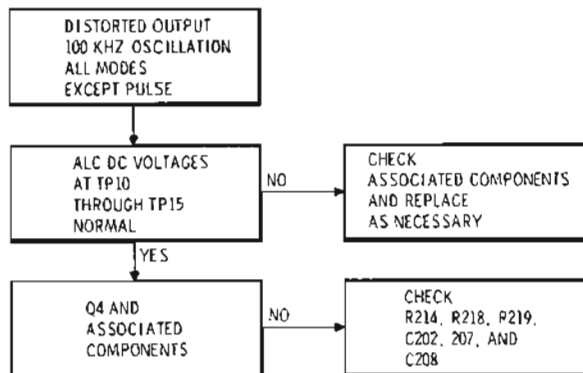 DISTORTED OUTPUT
100 KHZ OSCILLATION
ALL MODES
EXCEPT PULSE
ALC DC VOLTAGES
AT TP10
THROUGH TP15
NORMAL
NO
CHECK
ASSOCIATED COMPONENTS
AND REPLACE
AS NECESSARY
YES
Q4 AND
ASSOCIATED
COMPONENTS
NO
CHECK
R214, R218, R219,
C202, 207, AND
C208